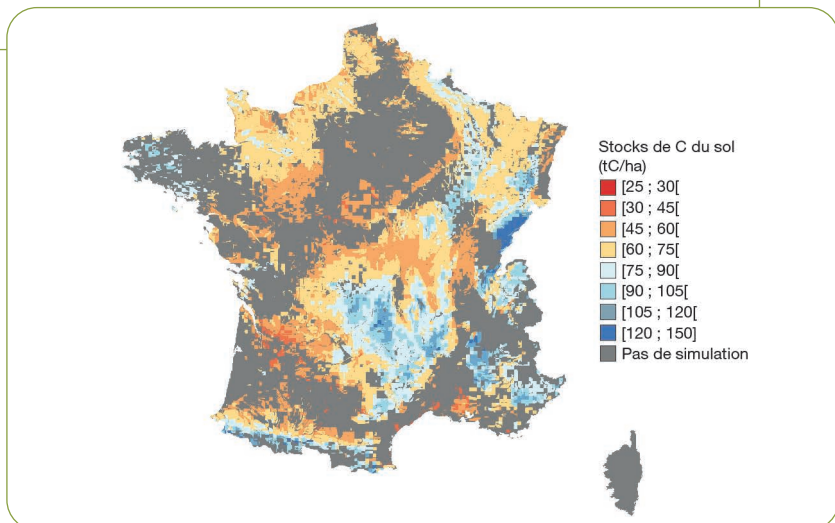 Stocks de C du sol
(tC/ha)
[25 ; 30[
[30 ; 45[
[45 ; 60[
[60 ; 75[
[75 ; 90[
[90 ; 105[
[105 ; 120[
[120 ; 150]
Pas de simulation